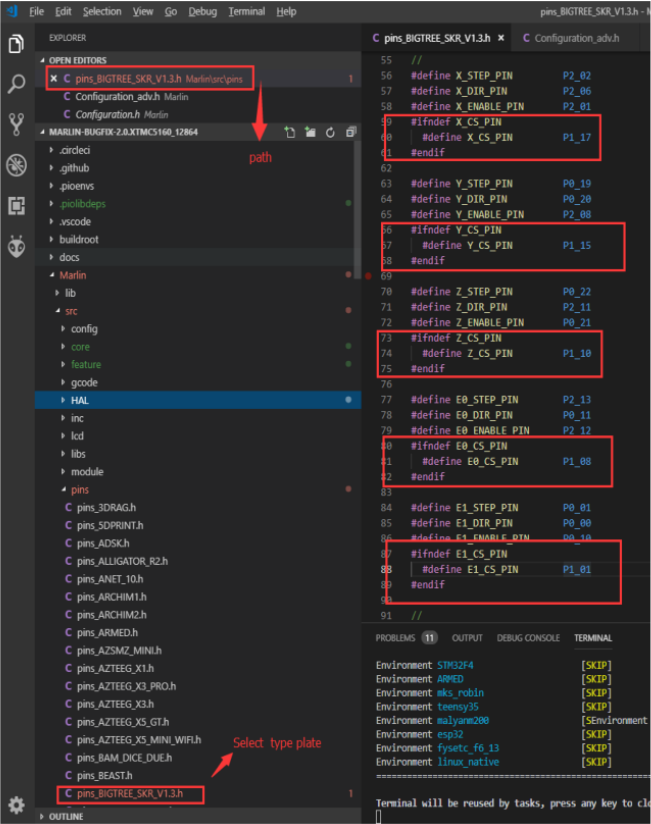 File Edit Selection View Go Debug Terminal Help
pins_BIGTREE_SKR_V1.3.h - M
EXPLORER
OPEN EDITORS
pins_BIGTREE_SKR_V1.3.h Marlin\src\pins 1
C Configuration_adv.h Marlin
C Configuration.h Marlin
MARLIN-BUGFIX-2.0.XTMC5160_12864
path
.circleci
.github
.pioenvs
.piolibdeps
.vscode
buildroot
docs
Marlin
lib
src
config
core
feature
gcode
HAL
inc
lcd
libs
module
pins
C pins_3DRAG.h
C pins_5DPRINT.h
C pins_ADSK.h
C pins_ALLIGATOR_R2.h
C pins_ANET_10.h
C pins_ARCHIM1.h
C pins_ARCHIM2.h
C pins_ARMED.h
C pins_AZSMZ_MINI.h
C pins_AZTEEG_X1.h
C pins_AZTEEG_X3_PRO.h
C pins_AZTEEG_X3.h
C pins_AZTEEG_X5_GT.h
C pins_AZTEEG_X5_MINI_WIFI.h
Select type plate
C pins_BAM_DICE_DUE.h
C pins_BEAST.h
C pins_BIGTREE_SKR_V1.3.h 1
OUTLINE
C pins_BIGTREE_SKR_V1.3.h × C Configuration_adv.h
55 //
56 #define X_STEP_PIN P2_02
57 #define X_DIR_PIN P2_06
58 #define X_ENABLE_PIN P2_01
59 #ifndef X_CS_PIN
60 #define X_CS_PIN P1_17
61 #endif
62
63 #define Y_STEP_PIN P0_19
64 #define Y_DIR_PIN P0_20
65 #define Y_ENABLE_PIN P2_08
66 #ifndef Y_CS_PIN
67 #define Y_CS_PIN P1_15
68 #endif
69
70 #define Z_STEP_PIN P0_22
71 #define Z_DIR_PIN P2_11
72 #define Z_ENABLE_PIN P0_21
73 #ifndef Z_CS_PIN
74 #define Z_CS_PIN P1_10
75 #endif
76
77 #define E0_STEP_PIN P2_13
78 #define E0_DIR_PIN P0_11
79 #define E0_ENABLE_PIN P2_12
80 #ifndef E0_CS_PIN
81 #define E0_CS_PIN P1_08
82 #endif
83
84 #define E1_STEP_PIN P0_01
85 #define E1_DIR_PIN P0_00
86 #define E1_ENABLE_PIN P0_10
87 #ifndef E1_CS_PIN
88 #define E1_CS_PIN P1_01
89 #endif
90
91 //
PROBLEMS 11 OUTPUT DEBUG CONSOLE TERMINAL
Environment STM32F4 [SKIP]
Environment ARMED [SKIP]
Environment mks_robin [SKIP]
Environment teensy35 [SKIP]
Environment malyanm200 [SEnvironment
Environment esp32 [SKIP]
Environment fysetc_f6_13 [SKIP]
Environment linux_native [SKIP]
Terminal will be reused by tasks, press any key to clo